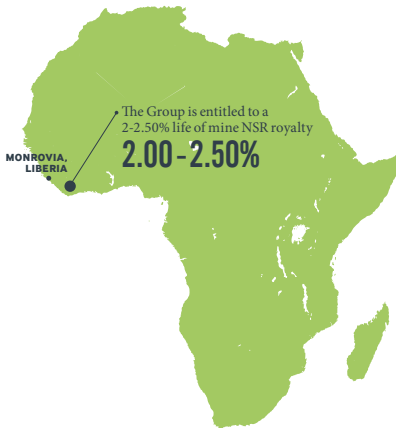 The Group is entitled to a
2-2.50% life of mine NSR royalty
2.00 – 2.50%
MONROVIA,
LIBERIA